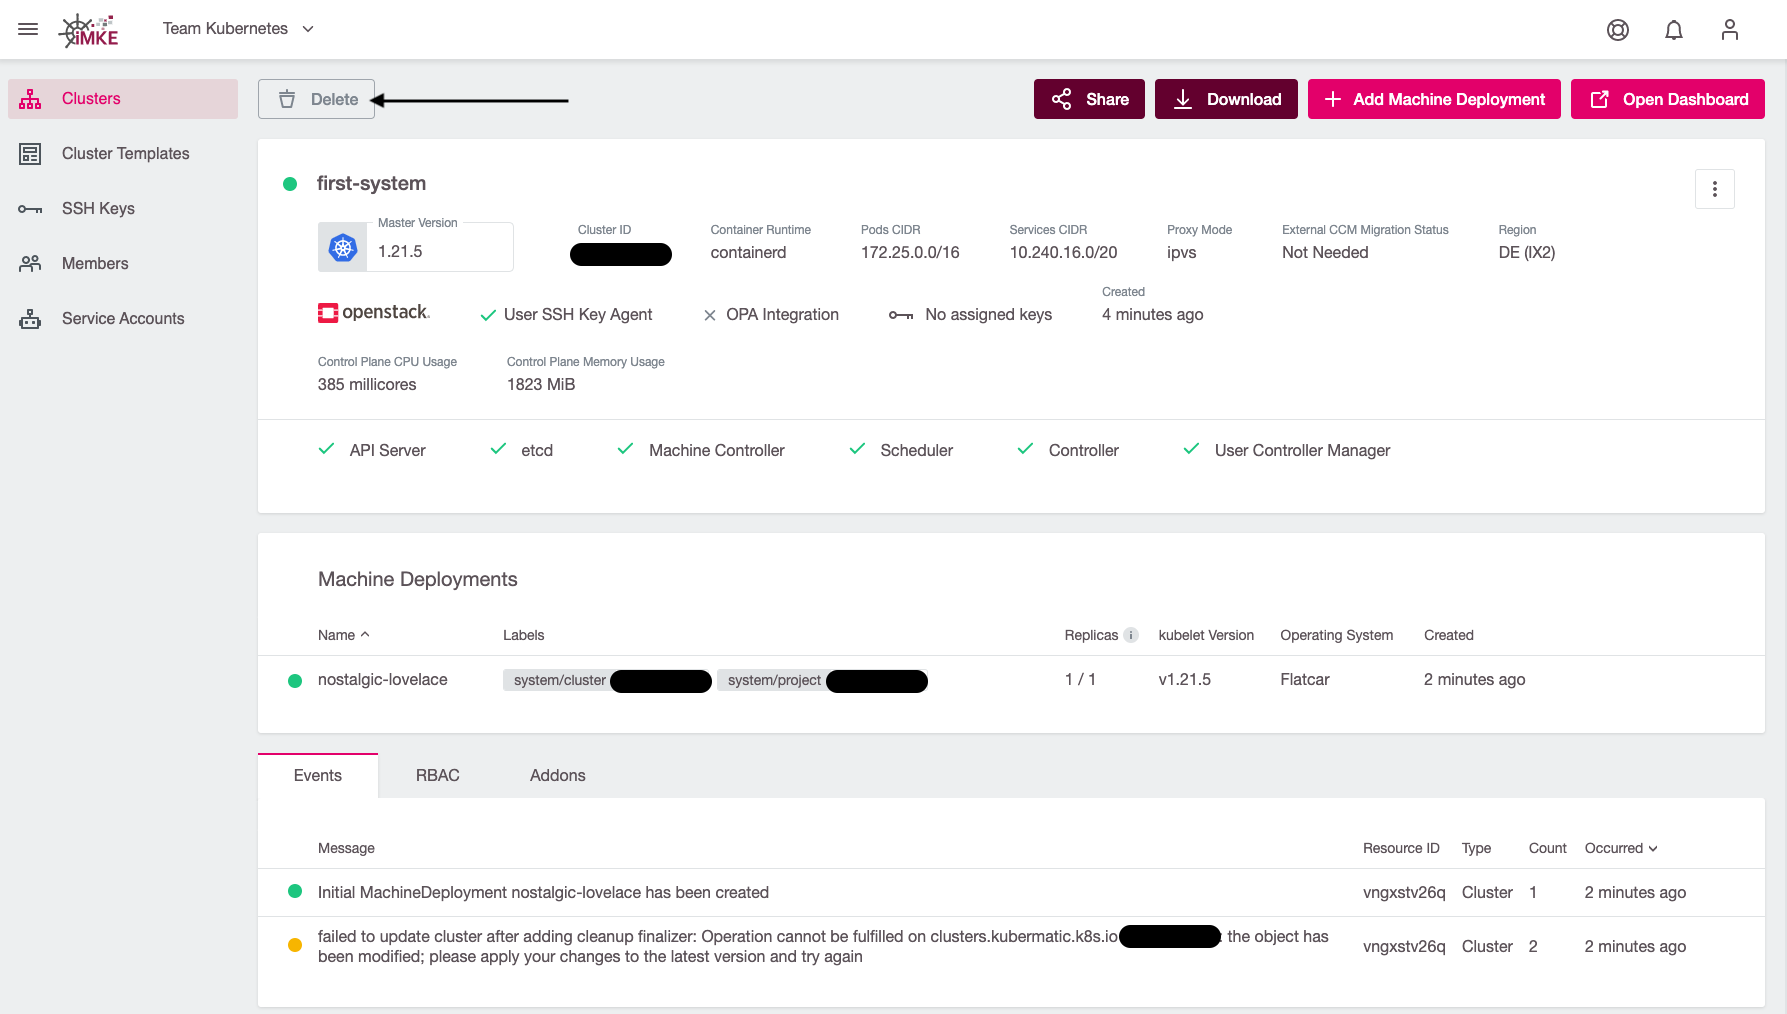 iMKE
Team Kubernetes
Clusters
Cluster Templates
SSH Keys
Members
Service Accounts
Delete
Share
Download
Add Machine Deployment
Open Dashboard
first-system
Master Version
1.21.5
Cluster ID
Container Runtime
containerd
Pods CIDR
172.25.0.0/16
Services CIDR
10.240.16.0/20
Proxy Mode
ipvs
External CCM Migration Status
Not Needed
Region
DE (IX2)
openstack.
User SSH Key Agent
OPA Integration
No assigned keys
Created
4 minutes ago
Control Plane CPU Usage
385 millicores
Control Plane Memory Usage
1823 MiB
API Server
etcd
Machine Controller
Scheduler
Controller
User Controller Manager
Machine Deployments
Name Labels Replicas i kubelet Version Operating System Created
nostalgic-lovelace system/cluster system/project 1 / 1 v1.21.5 Flatcar 2 minutes ago
Events RBAC Addons
Message Resource ID Type Count Occurred
Initial MachineDeployment nostalgic-lovelace has been created vngxstv26q Cluster 1 2 minutes ago
failed to update cluster after adding cleanup finalizer: Operation cannot be fulfilled on clusters.kubermatic.k8s.io the object has
been modified; please apply your changes to the latest version and try again
vngxstv26q Cluster 2 2 minutes ago